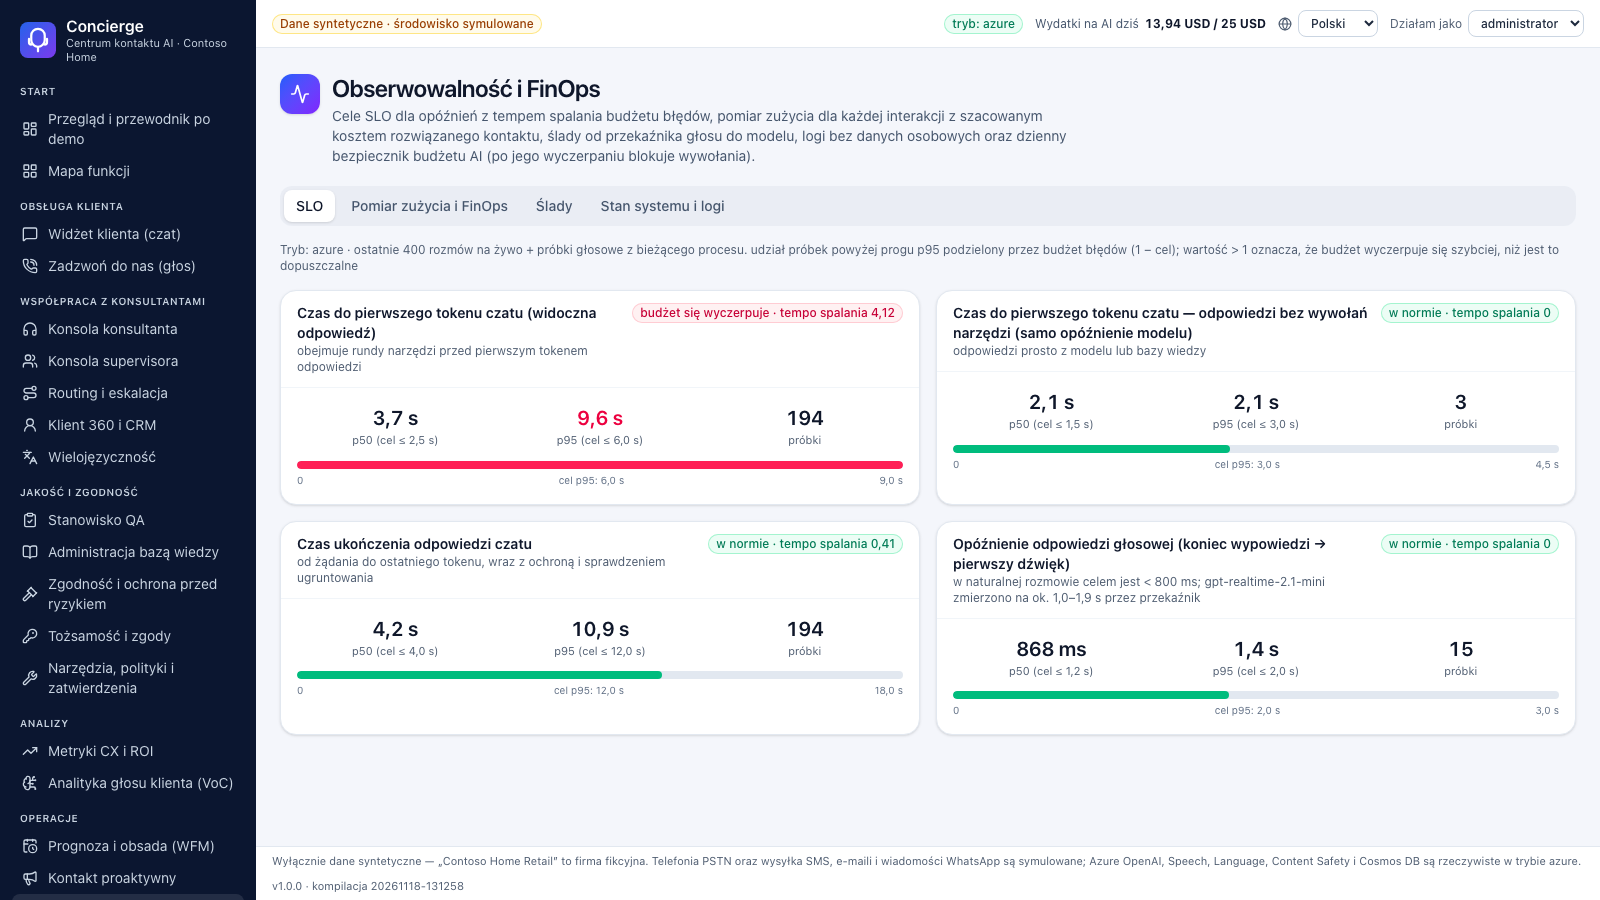 Concierge
Centrum kontaktu AI · Contoso
Home
START
Przegląd i przewodnik po
demo
Mapa funkcji
OBSŁUGA KLIENTA
Widżet klienta (czat)
Zadzwoń do nas (głos)
WSPÓŁPRACA Z KONSULTANTAMI
Konsola konsultanta
Konsola supervisora
Routing i eskalacja
Klient 360 i CRM
Wielojęzyczność
JAKOŚĆ I ZGODNOŚĆ
Stanowisko QA
Administracja bazą wiedzy
Zgodność i ochrona przed
ryzykiem
Tożsamość i zgody
Narzędzia, polityki i
zatwierdzenia
ANALIZY
Metryki CX i ROI
Analityka głosu klienta (VoC)
OPERACJE
Prognoza i obsada (WFM)
Kontakt proaktywny
Dane syntetyczne · środowisko symulowane
tryb: azure
Wydatki na AI dziś 13,94 USD / 25 USD
Polski
Działam jako
administrator
Obserwowalność i FinOps
Cele SLO dla opóźnień z tempem spalania budżetu błędów, pomiar zużycia dla każdej interakcji z szacowanym
kosztem rozwiązanego kontaktu, ślady od przekaźnika głosu do modelu, logi bez danych osobowych oraz dzienny
bezpiecznik budżetu AI (po jego wyczerpaniu blokuje wywołania).
SLO
Pomiar zużycia i FinOps
Ślady
Stan systemu i logi
Tryb: azure · ostatnie 400 rozmów na żywo + próbki głosowe z bieżącego procesu. udział próbek powyżej progu p95 podzielony przez budżet błędów (1 − cel); wartość > 1 oznacza, że budżet wyczerpuje się szybciej, niż jest to
dopuszczalne
Czas do pierwszego tokenu czatu (widoczna
odpowiedź)
budżet się wyczerpuje · tempo spalania 4,12
obejmuje rundy narzędzi przed pierwszym tokenem
odpowiedzi
3,7 s
9,6 s
194
p50 (cel ≤ 2,5 s)
p95 (cel ≤ 6,0 s)
próbki
0
cel p95: 6,0 s
9,0 s
Czas do pierwszego tokenu czatu — odpowiedzi bez wywołań
narzędzi (samo opóźnienie modelu)
w normie · tempo spalania 0
odpowiedzi prosto z modelu lub bazy wiedzy
2,1 s
2,1 s
3
p50 (cel ≤ 1,5 s)
p95 (cel ≤ 3,0 s)
próbki
0
cel p95: 3,0 s
4,5 s
Czas ukończenia odpowiedzi czatu
w normie · tempo spalania 0,41
od żądania do ostatniego tokenu, wraz z ochroną i sprawdzeniem
ugruntowania
4,2 s
10,9 s
194
p50 (cel ≤ 4,0 s)
p95 (cel ≤ 12,0 s)
próbki
0
cel p95: 12,0 s
18,0 s
Opóźnienie odpowiedzi głosowej (koniec wypowiedzi →
pierwszy dźwięk)
w normie · tempo spalania 0
w naturalnej rozmowie celem jest < 800 ms; gpt-realtime-2.1-mini
zmierzono na ok. 1,0–1,9 s przez przekaźnik
868 ms
1,4 s
15
p50 (cel ≤ 1,2 s)
p95 (cel ≤ 2,0 s)
próbki
0
cel p95: 2,0 s
3,0 s
Wyłącznie dane syntetyczne — „Contoso Home Retail” to firma fikcyjna. Telefonia PSTN oraz wysyłka SMS, e-maili i wiadomości WhatsApp są symulowane; Azure OpenAI, Speech, Language, Content Safety i Cosmos DB są rzeczywiste w trybie azure.
v1.0.0 · kompilacja 20261118-131258